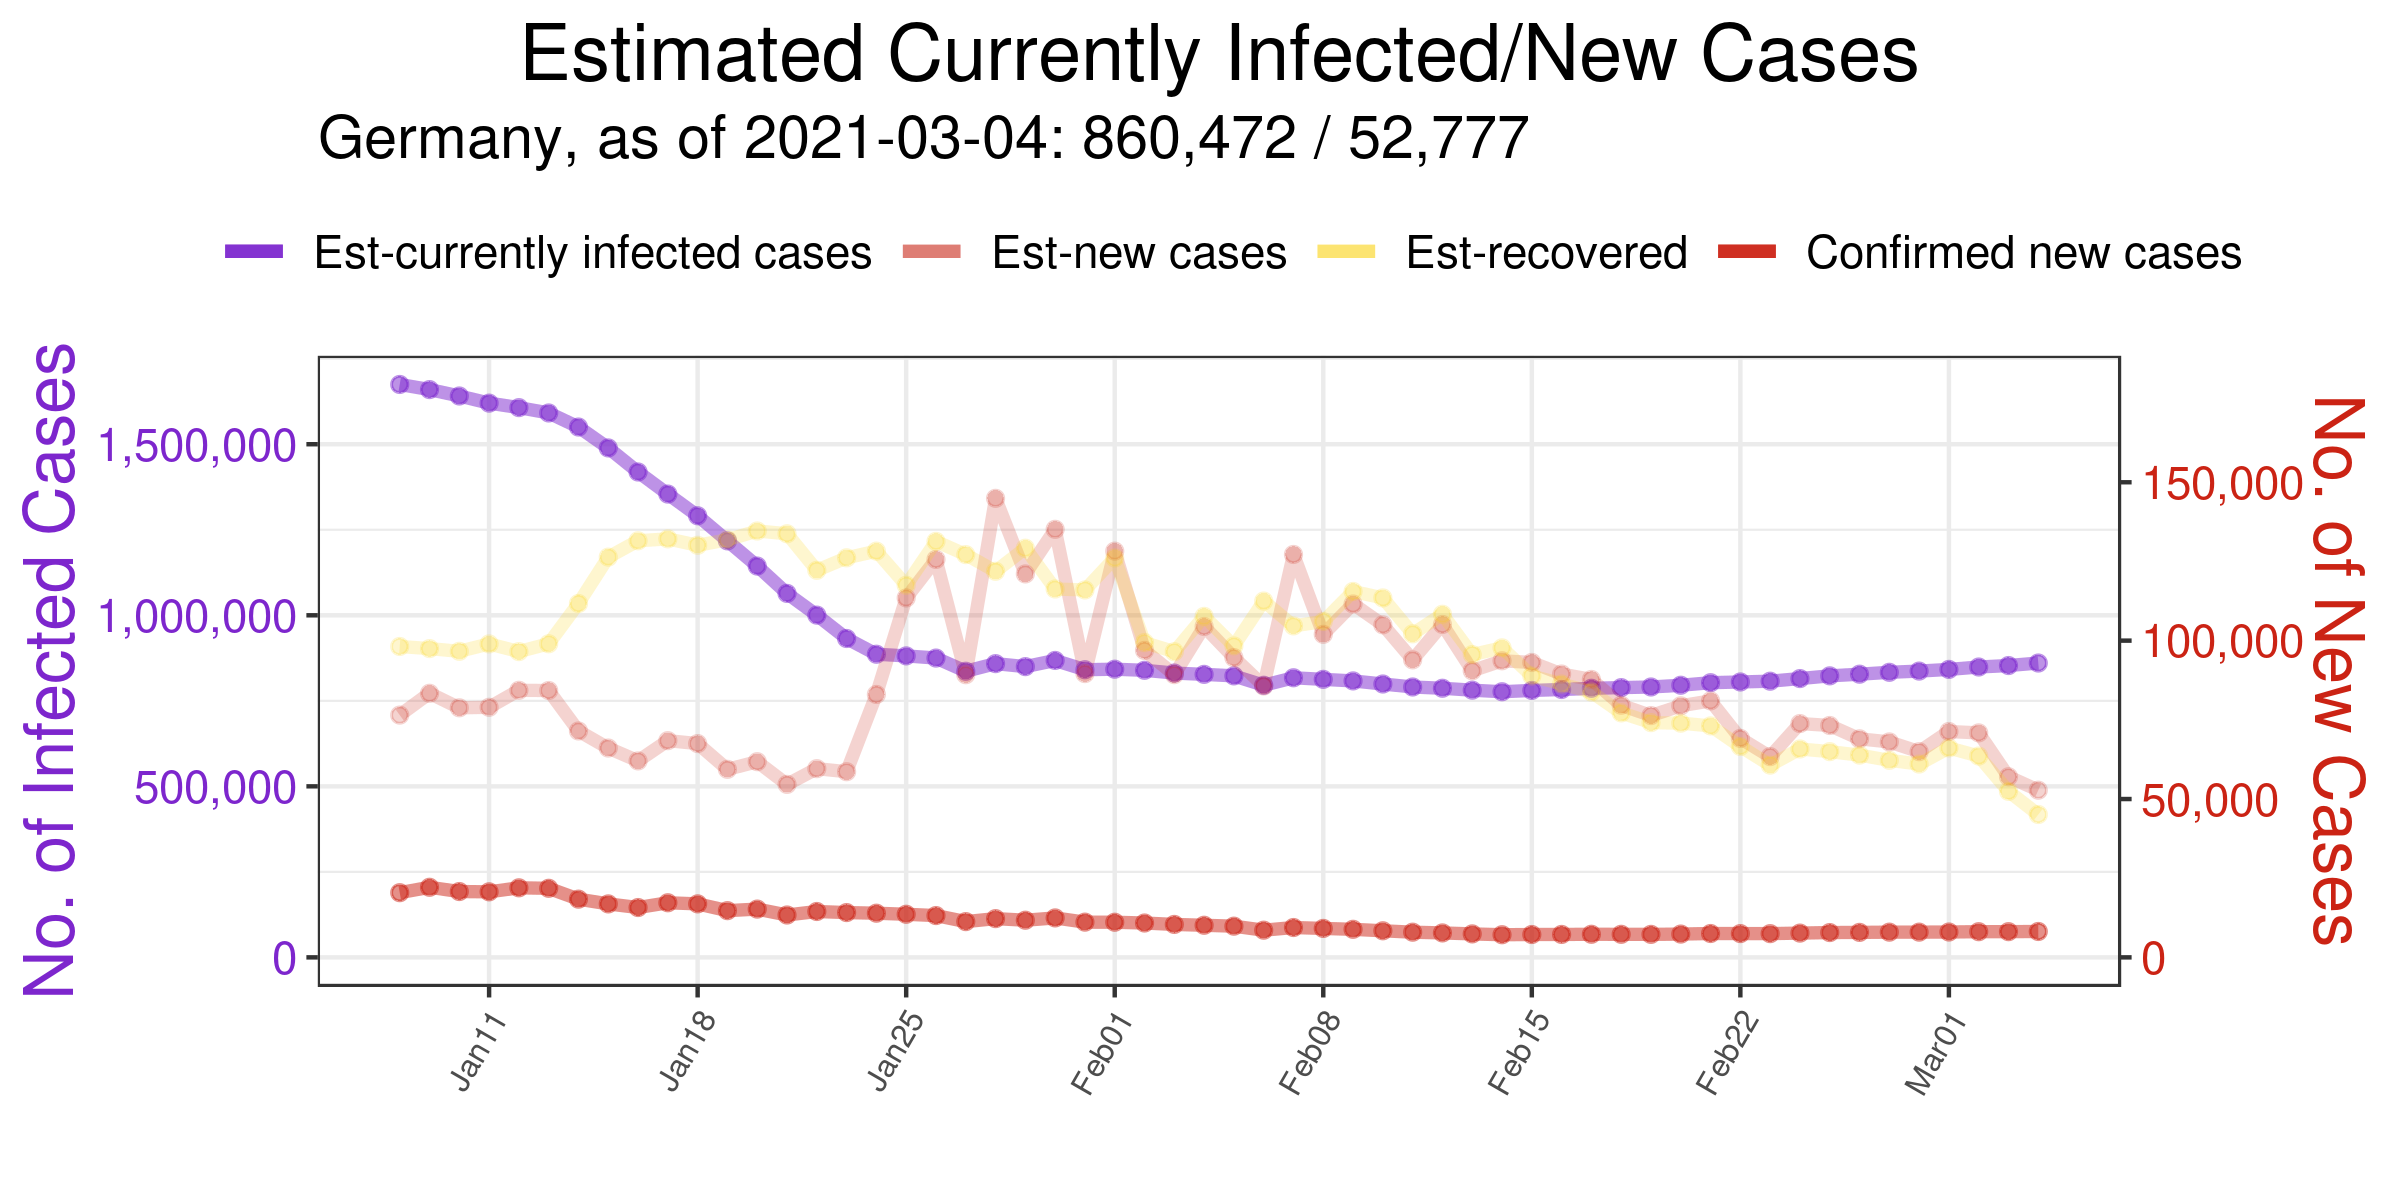 Estimated Currently Infected/New Cases
Germany, as of 2021-03-04: 860,472 / 52,777
Est-currently infected cases Est-new cases Est-recovered Confirmed new cases
No. of Infected Cases
1,500,000
1,000,000
500,000
0
150,000
100,000
50,000
0
No. of New Cases
Jan11 Jan18 Jan25 Feb01 Feb08 Feb15 Feb22 Mar01